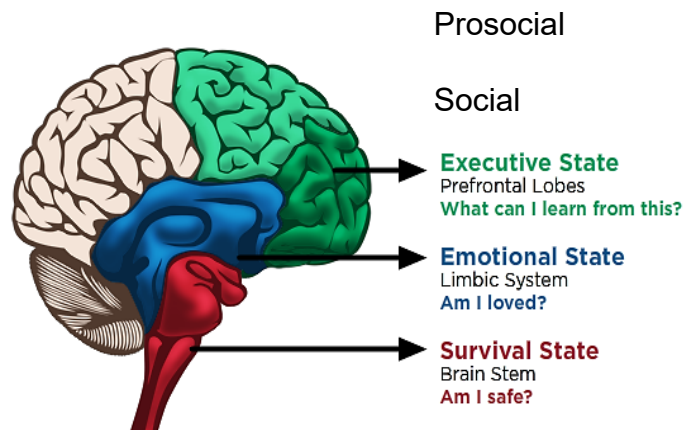 Prosocial
Social
Executive State
Prefrontal Lobes
What can I learn from this?
Emotional State
Limbic System
Am I loved?
Survival State
Brain Stem
Am I safe?